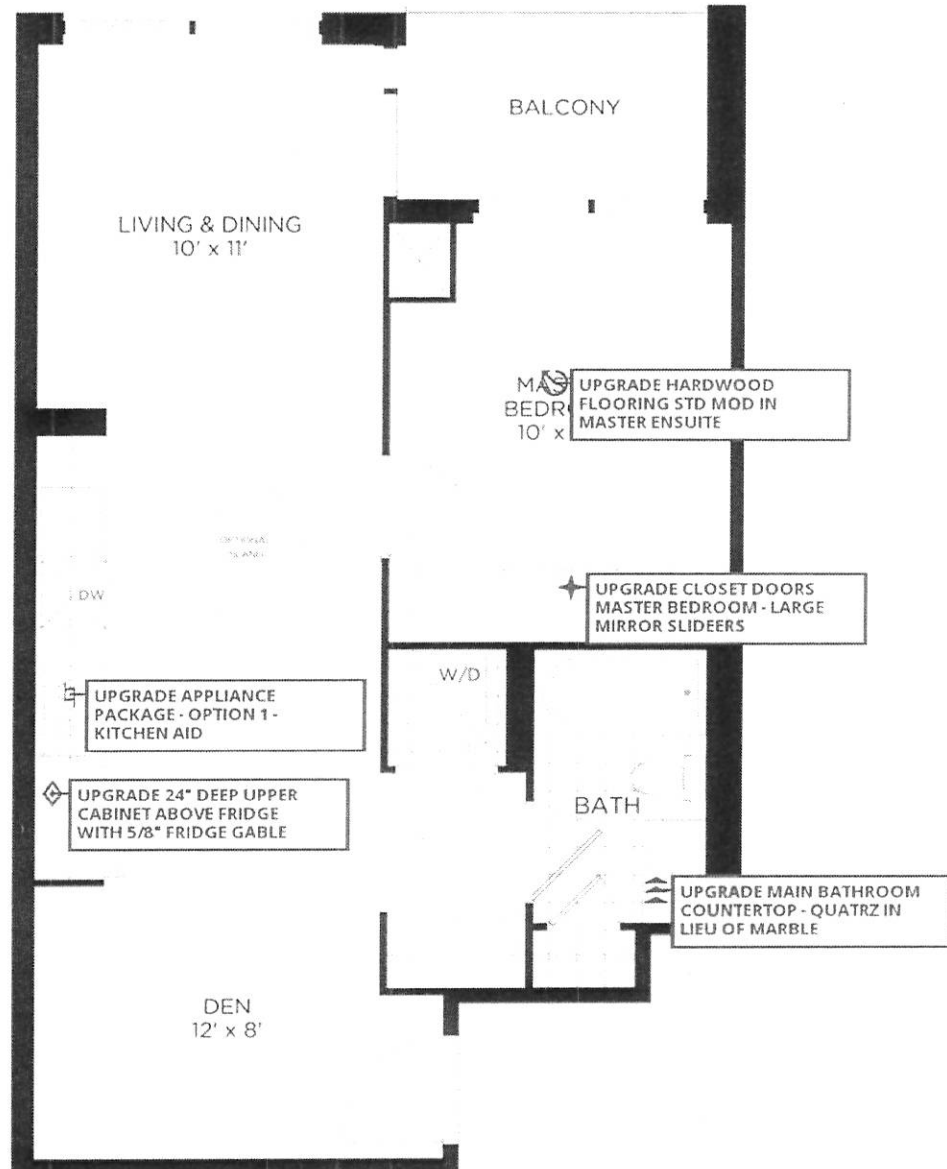 BALCONY
LIVING & DINING
10' x 11'
MAS
BEDR
10' x
UPGRADE HARDWOOD
FLOORING STD MOD IN
MASTER ENSUITE
OPTIONAL
ISLAND
DW
UPGRADE CLOSET DOORS
MASTER BEDROOM - LARGE
MIRROR SLIDEERS
W/D
UPGRADE APPLIANCE
PACKAGE - OPTION 1 -
KITCHEN AID
UPGRADE 24" DEEP UPPER
CABINET ABOVE FRIDGE
WITH 5/8" FRIDGE GABLE
BATH
UPGRADE MAIN BATHROOM
COUNTERTOP - QUATRZ IN
LIEU OF MARBLE
DEN
12' x 8'